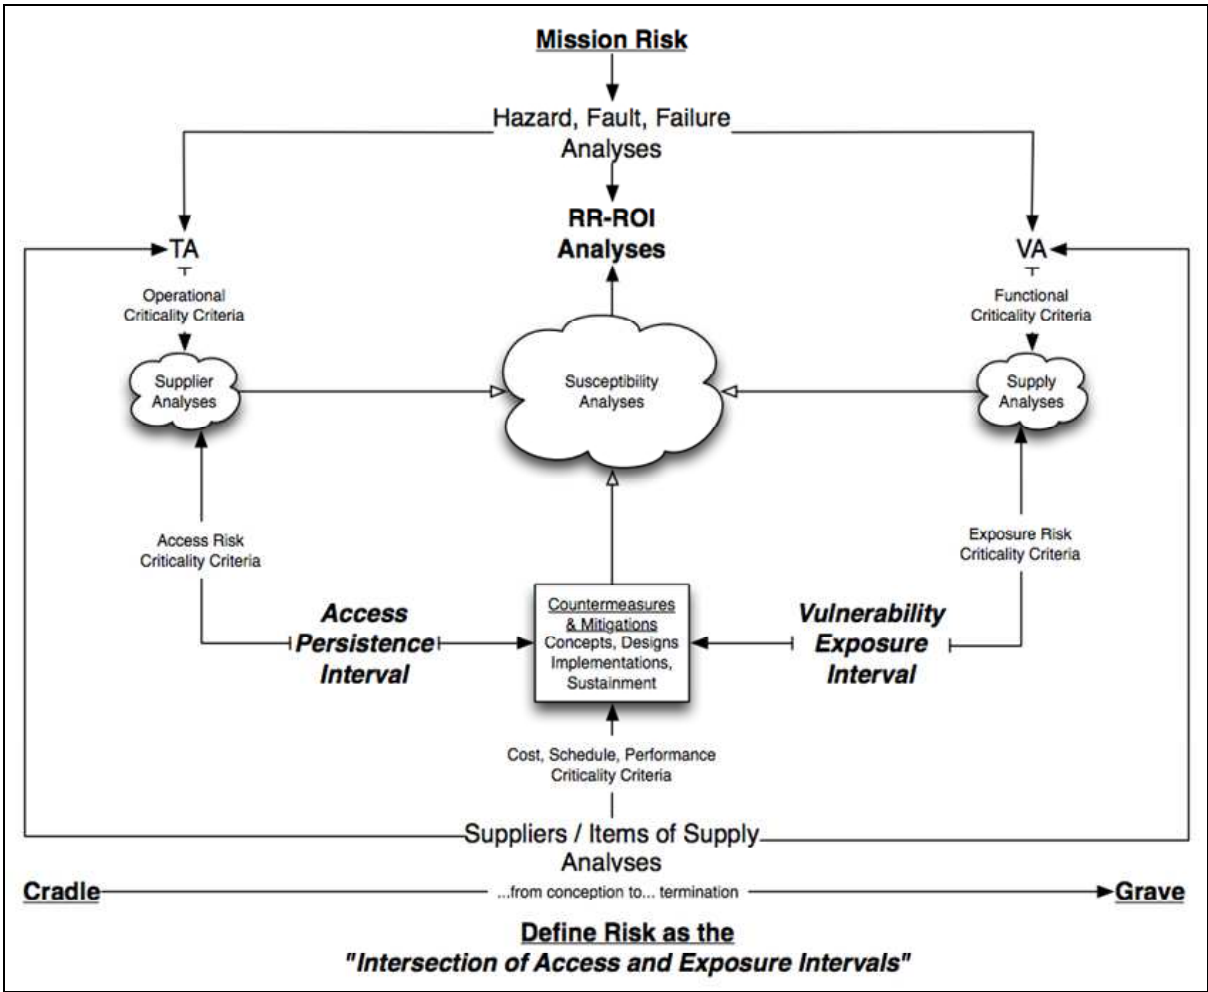 Mission Risk
Hazard, Fault, Failure
Analyses
RR-ROI
Analyses
TA
VA
Operational
Criticality Criteria
Functional
Criticality Criteria
Supplier
Analyses
Susceptibility
Analyses
Supply
Analyses
Access Risk
Criticality Criteria
Exposure Risk
Criticality Criteria
Access
Persistence
Interval
Countermeasures
& Mitigations
Concepts, Designs
Implementations,
Sustainment
Vulnerability
Exposure
Interval
Cost, Schedule, Performance
Criticality Criteria
Suppliers / Items of Supply
Analyses
Cradle
...from conception to... termination
Grave
Define Risk as the
"Intersection of Access and Exposure Intervals"